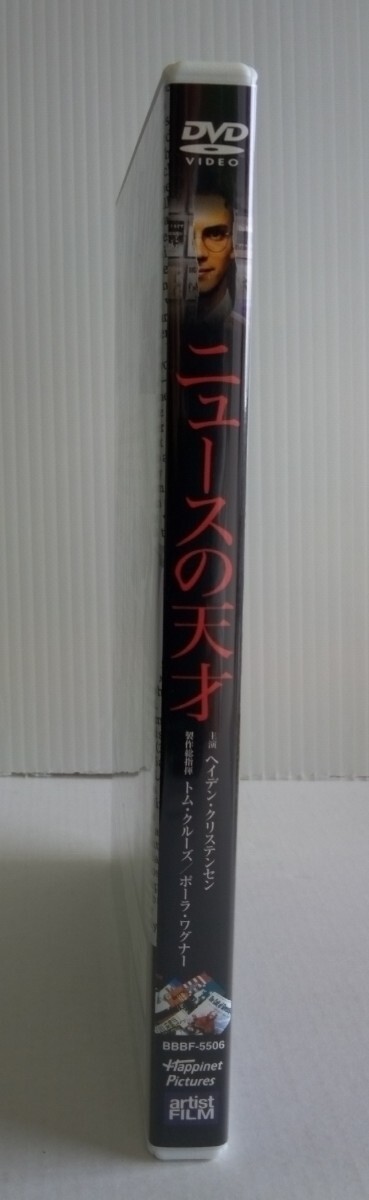 DVD
VIDEO
ニュースの天才
主演 ヘイデン・クリステンセン
製作総指揮 トム・クルーズ/ポーラ・ワグナー
BBBF-5506
Happinet
Pictures
artist
FILM